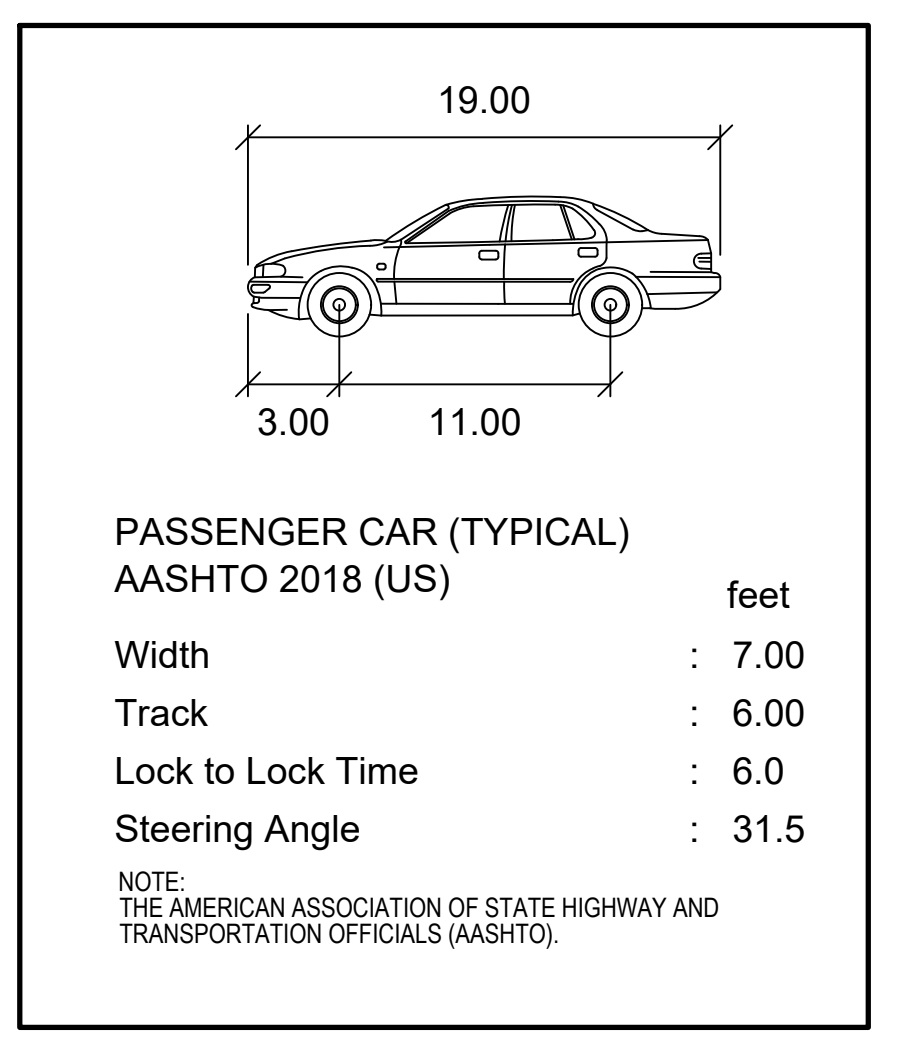 19.00
3.00 11.00
PASSENGER CAR (TYPICAL)
AASHTO 2018 (US)
feet
Width : 7.00
Track : 6.00
Lock to Lock Time : 6.0
Steering Angle : 31.5
NOTE:
THE AMERICAN ASSOCIATION OF STATE HIGHWAY AND
TRANSPORTATION OFFICIALS (AASHTO).